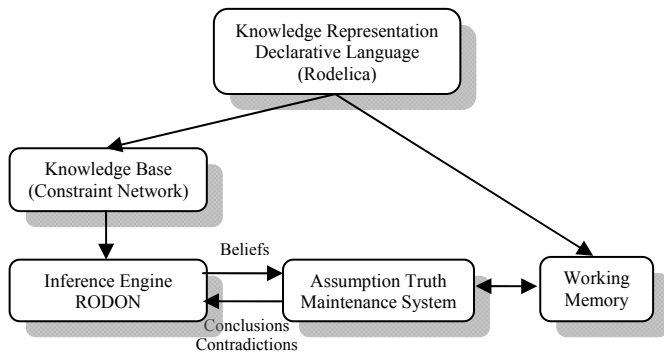 Knowledge Representation
Declarative Language
(Rodelica)
Knowledge Base
(Constraint Network)
Beliefs
Inference Engine
RODON
Assumption Truth
Maintenance System
Working
Memory
Conclusions
Contradictions